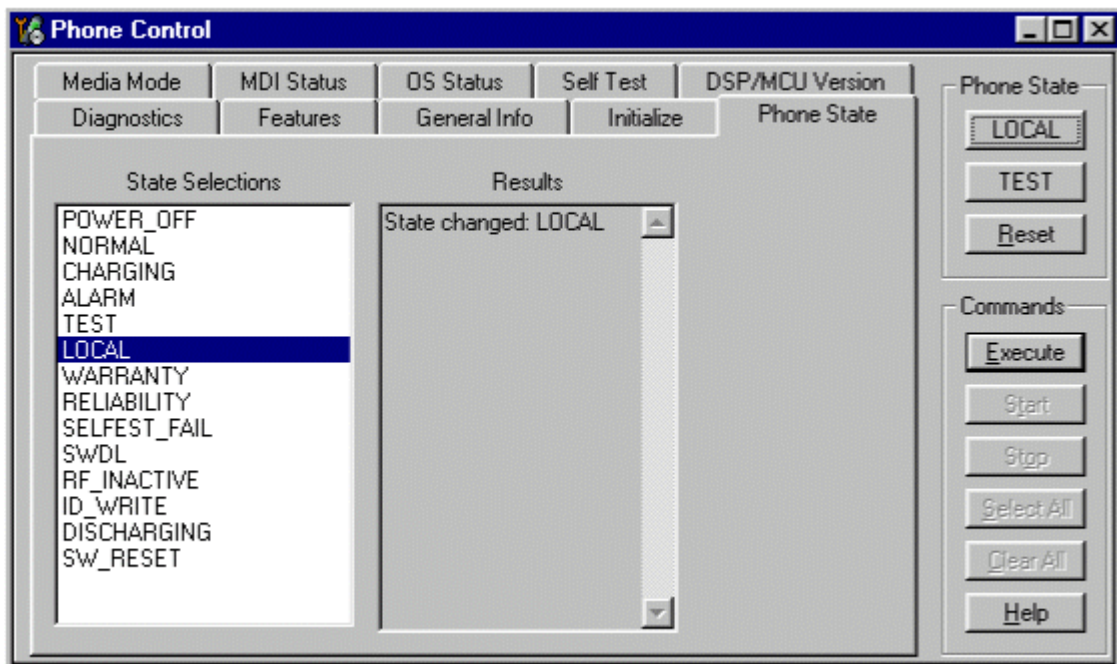 Phone Control
Media Mode MDI Status OS Status Self Test DSP/MCU Version
Diagnostics Features General Info Initialize Phone State
State Selections
POWER_OFF
NORMAL
CHARGING
ALARM
TEST
LOCAL
WARRANTY
RELIABILITY
SELFEST_FAIL
SWDL
RF_INACTIVE
ID_WRITE
DISCHARGING
SW_RESET
Results
State changed: LOCAL
Phone State
LOCAL
TEST
Reset
Commands
Execute
Start
Stop
Select All
Clear All
Help